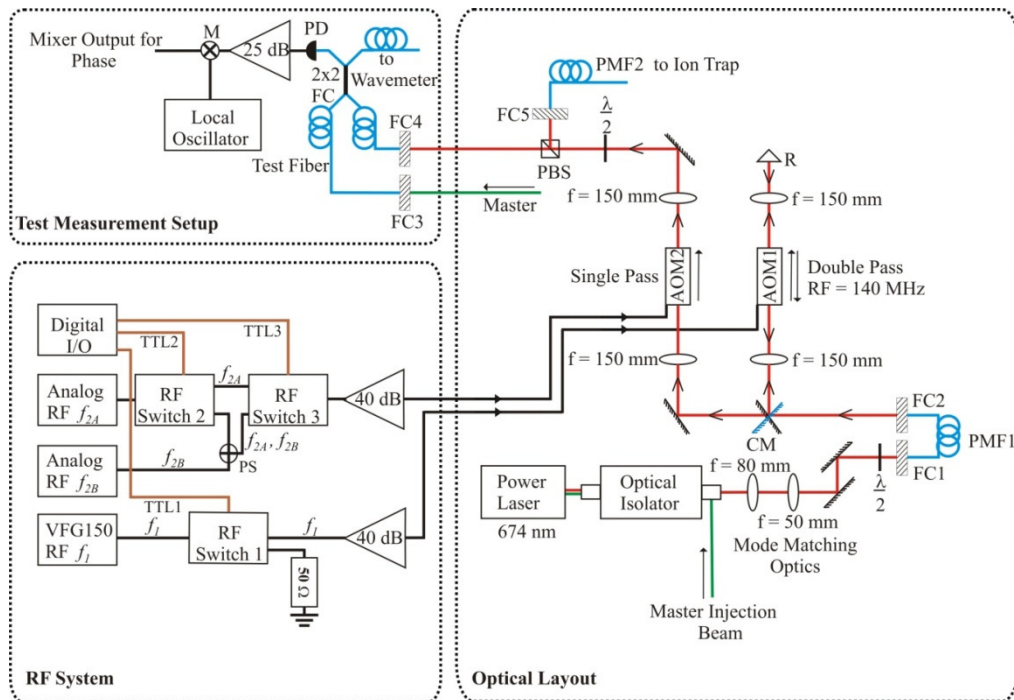 Mixer Output for
Phase
M
25 dB
PD
2x2
FC
to
Wavemeter
Local
Oscillator
Test Fiber
FC4
FC3
Master
Test Measurement Setup
PMF2 to Ion Trap
FC5
λ
2
PBS
R
f = 150 mm
f = 150 mm
Single Pass
AOM2
AOM1
Double Pass
RF = 140 MHz
f = 150 mm
f = 150 mm
CM
FC2
PMF1
FC1
λ
2
f = 80 mm
f = 50 mm
Mode Matching
Optics
Power
Laser
674 nm
Optical
Isolator
Master Injection
Beam
Optical Layout
Digital
I/O
TTL3
TTL2
Analog
RF f2A
RF
Switch 2
f2A
RF
Switch 3
40 dB
f2A, f2B
PS
Analog
RF f2B
f2B
TTL1
VFG150
RF f1
f1
RF
Switch 1
f1
40 dB
50 Ω
RF System